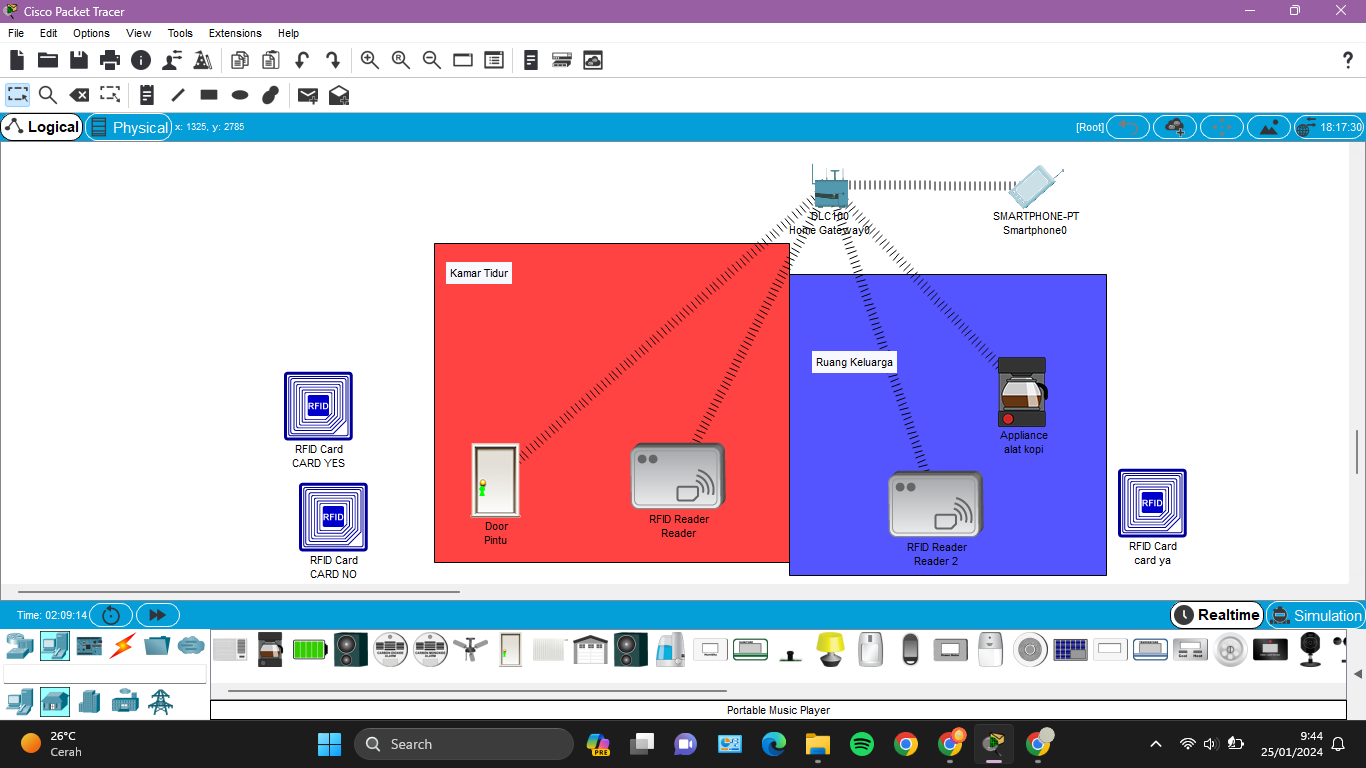 Cisco Packet Tracer
File Edit Options View Tools Extensions Help
Logical
Physical
x: 1325, y: 2785
[Root]
18:17:30
DLC100
Home Gateway0
SMARTPHONE-PT
Smartphone0
Kamar Tidur
Ruang Keluarga
RFID
RFID Card
CARD YES
RFID
RFID Card
CARD NO
Door
Pintu
RFID Reader
Reader
Appliance
alat kopi
RFID Reader
Reader 2
RFID
RFID Card
card ya
Time: 02:09:14
Realtime
Simulation
Portable Music Player
26°C
Cerah
Search
PRE
9:44
25/01/2024